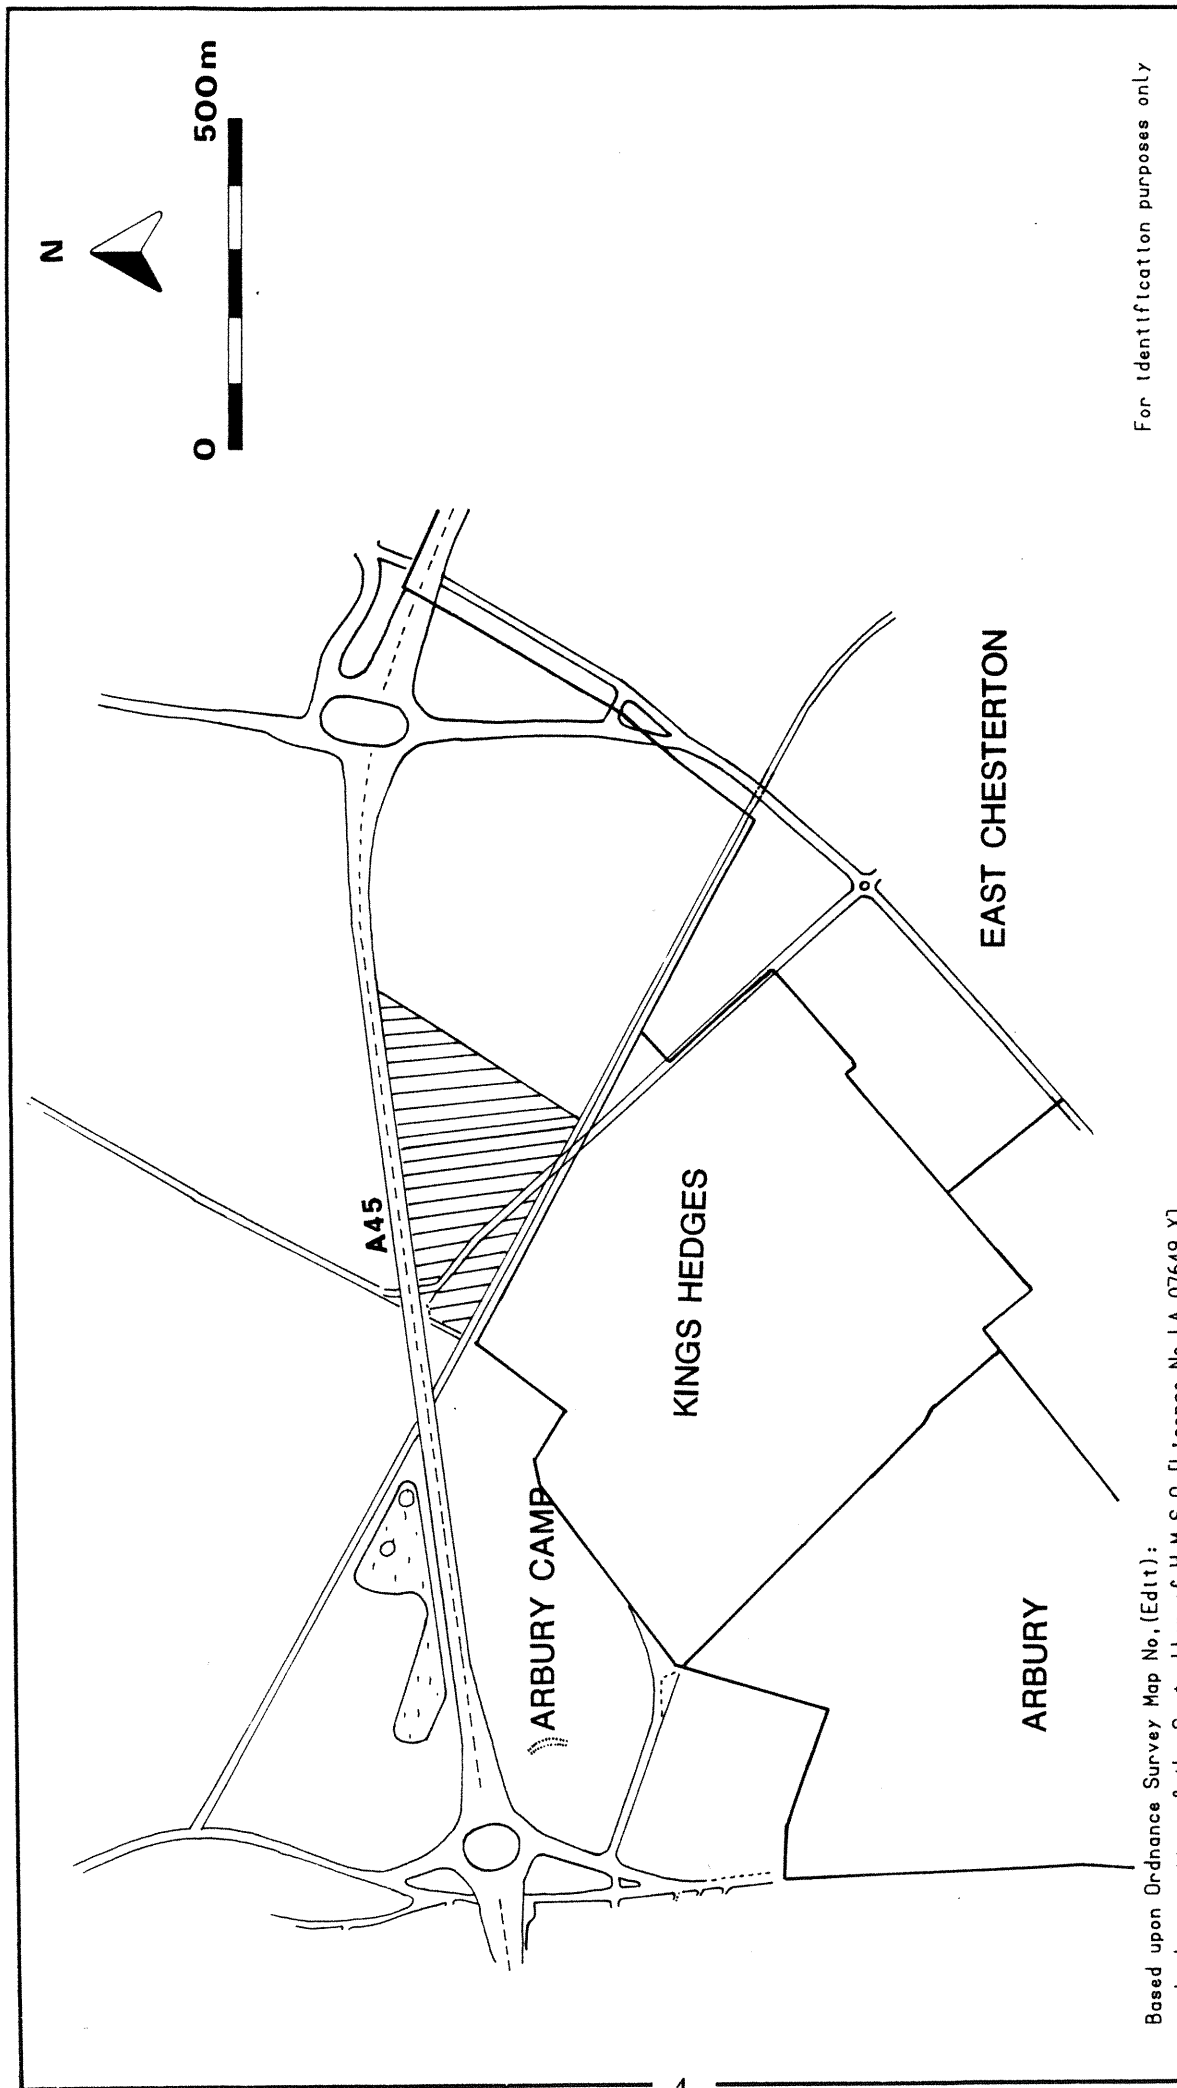 N
0 500m
A45
ARBURY CAMP
KINGS HEDGES
EAST CHESTERTON
ARBURY
For identification purposes only
Based upon Ordnance Survey Map No.(Edit):
4